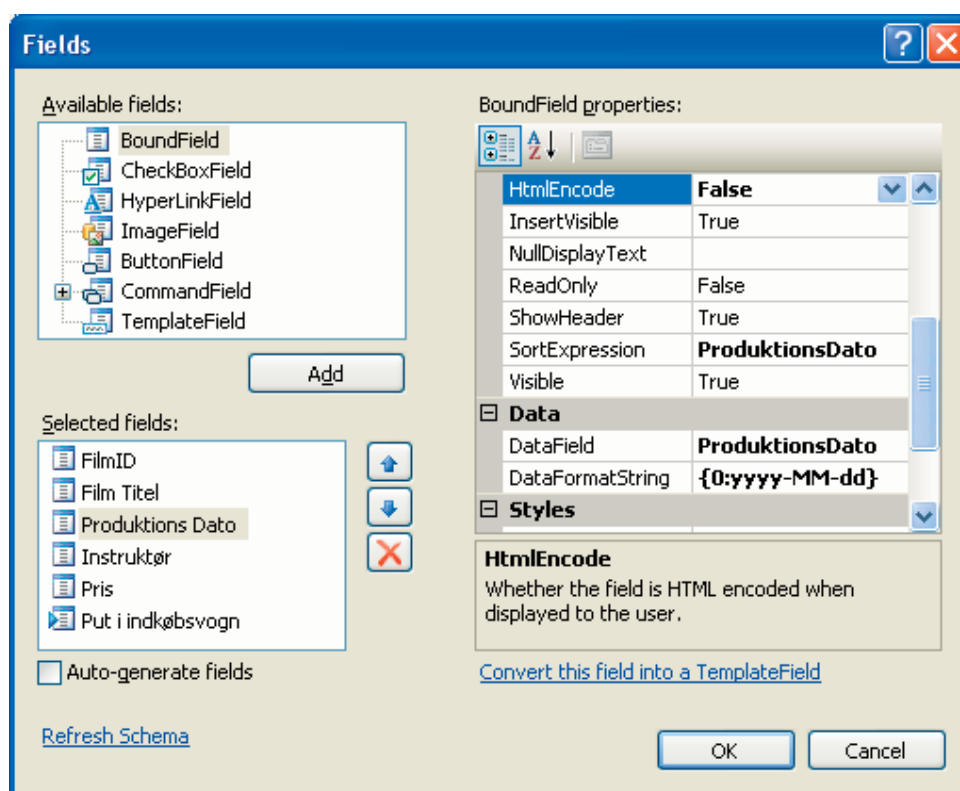 Fields
Available fields:
BoundField
CheckBoxField
HyperLinkField
ImageField
ButtonField
CommandField
TemplateField
Add
Selected fields:
FilmID
Film Titel
Produktions Dato
Instruktør
Pris
Put i indkøbsvogn
Auto-generate fields
Refresh Schema
BoundField properties:
HtmlEncode False
InsertVisible True
NullDisplayText
ReadOnly False
ShowHeader True
SortExpression ProduktionsDato
Visible True
Data
DataField ProduktionsDato
DataFormatString {0:yyyy-MM-dd}
Styles
HtmlEncode
Whether the field is HTML encoded when
displayed to the user.
Convert this field into a TemplateField
OK Cancel